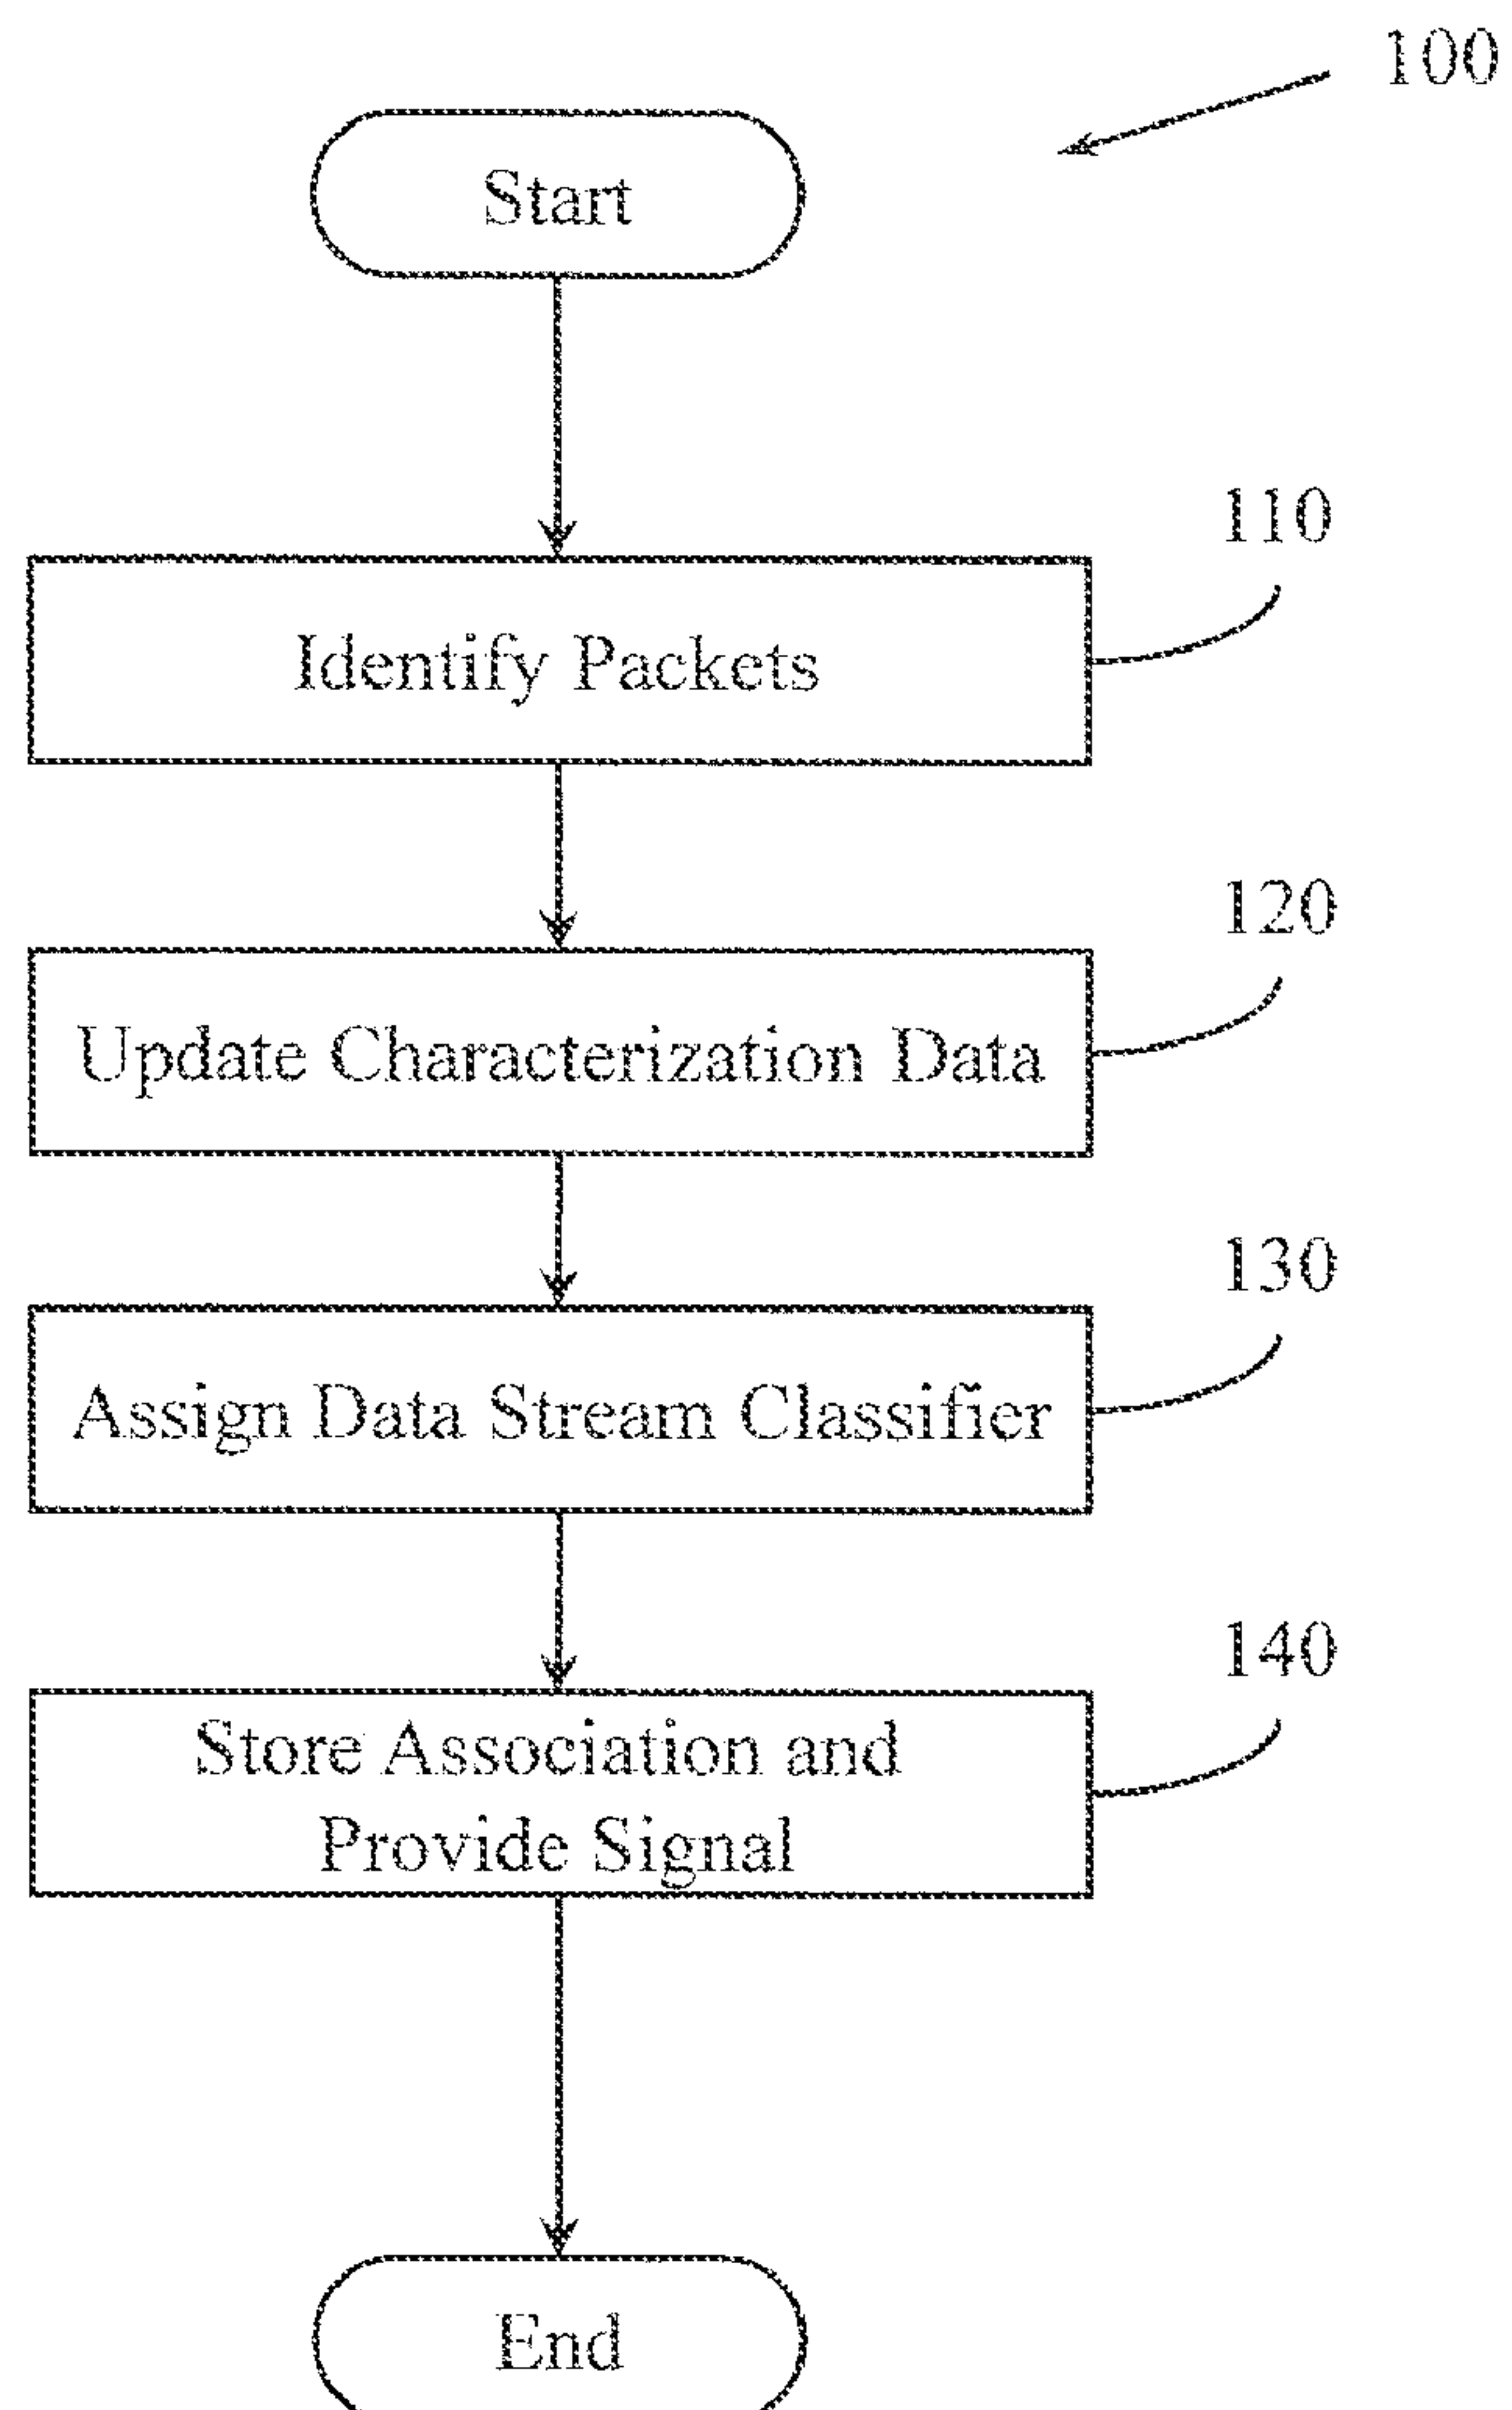 100
Start
110
Identify Packets
120
Update Characterization Data
130
Assign Data Stream Classifier
140
Store Association and
Provide Signal
End